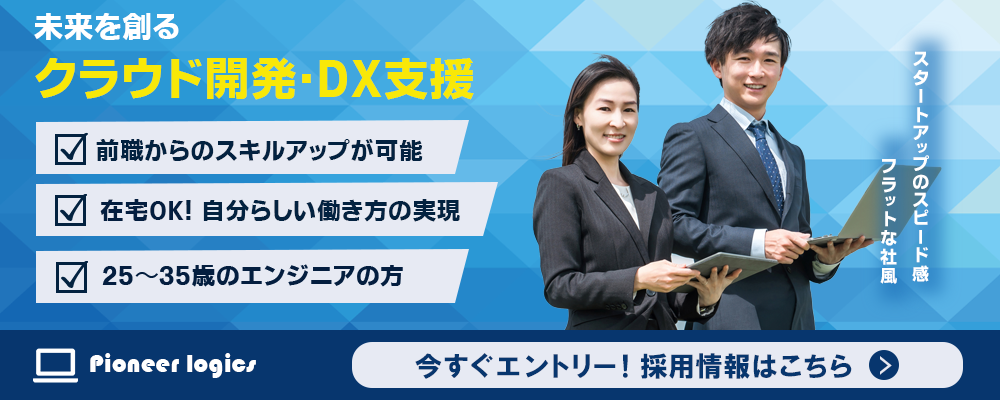 未来を創る
クラウド開発・DX支援
前職からのスキルアップが可能
在宅OK! 自分らしい働き方の実現
25〜35歳のエンジニアの方
スタートアップのスピード感
フラットな社風
Pioneer logics
今すぐエントリー! 採用情報はこちら